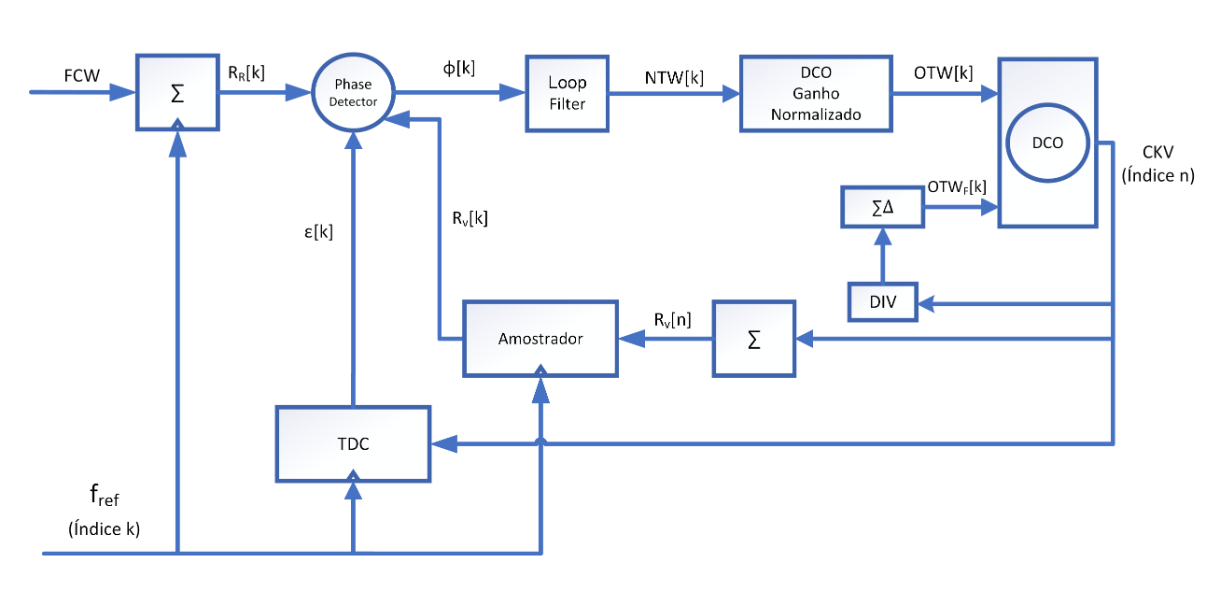 FCW
Σ
R_R[k]
Phase
Detector
ϕ[k]
Loop
Filter
NTW[k]
DCO
Ganho
Normalizado
OTW[k]
DCO
CKV
(Índice n)
∑Δ
OTW_F[k]
R_v[k]
ε[k]
DIV
Amostrador
R_v[n]
Σ
TDC
f_ref
(Índice k)